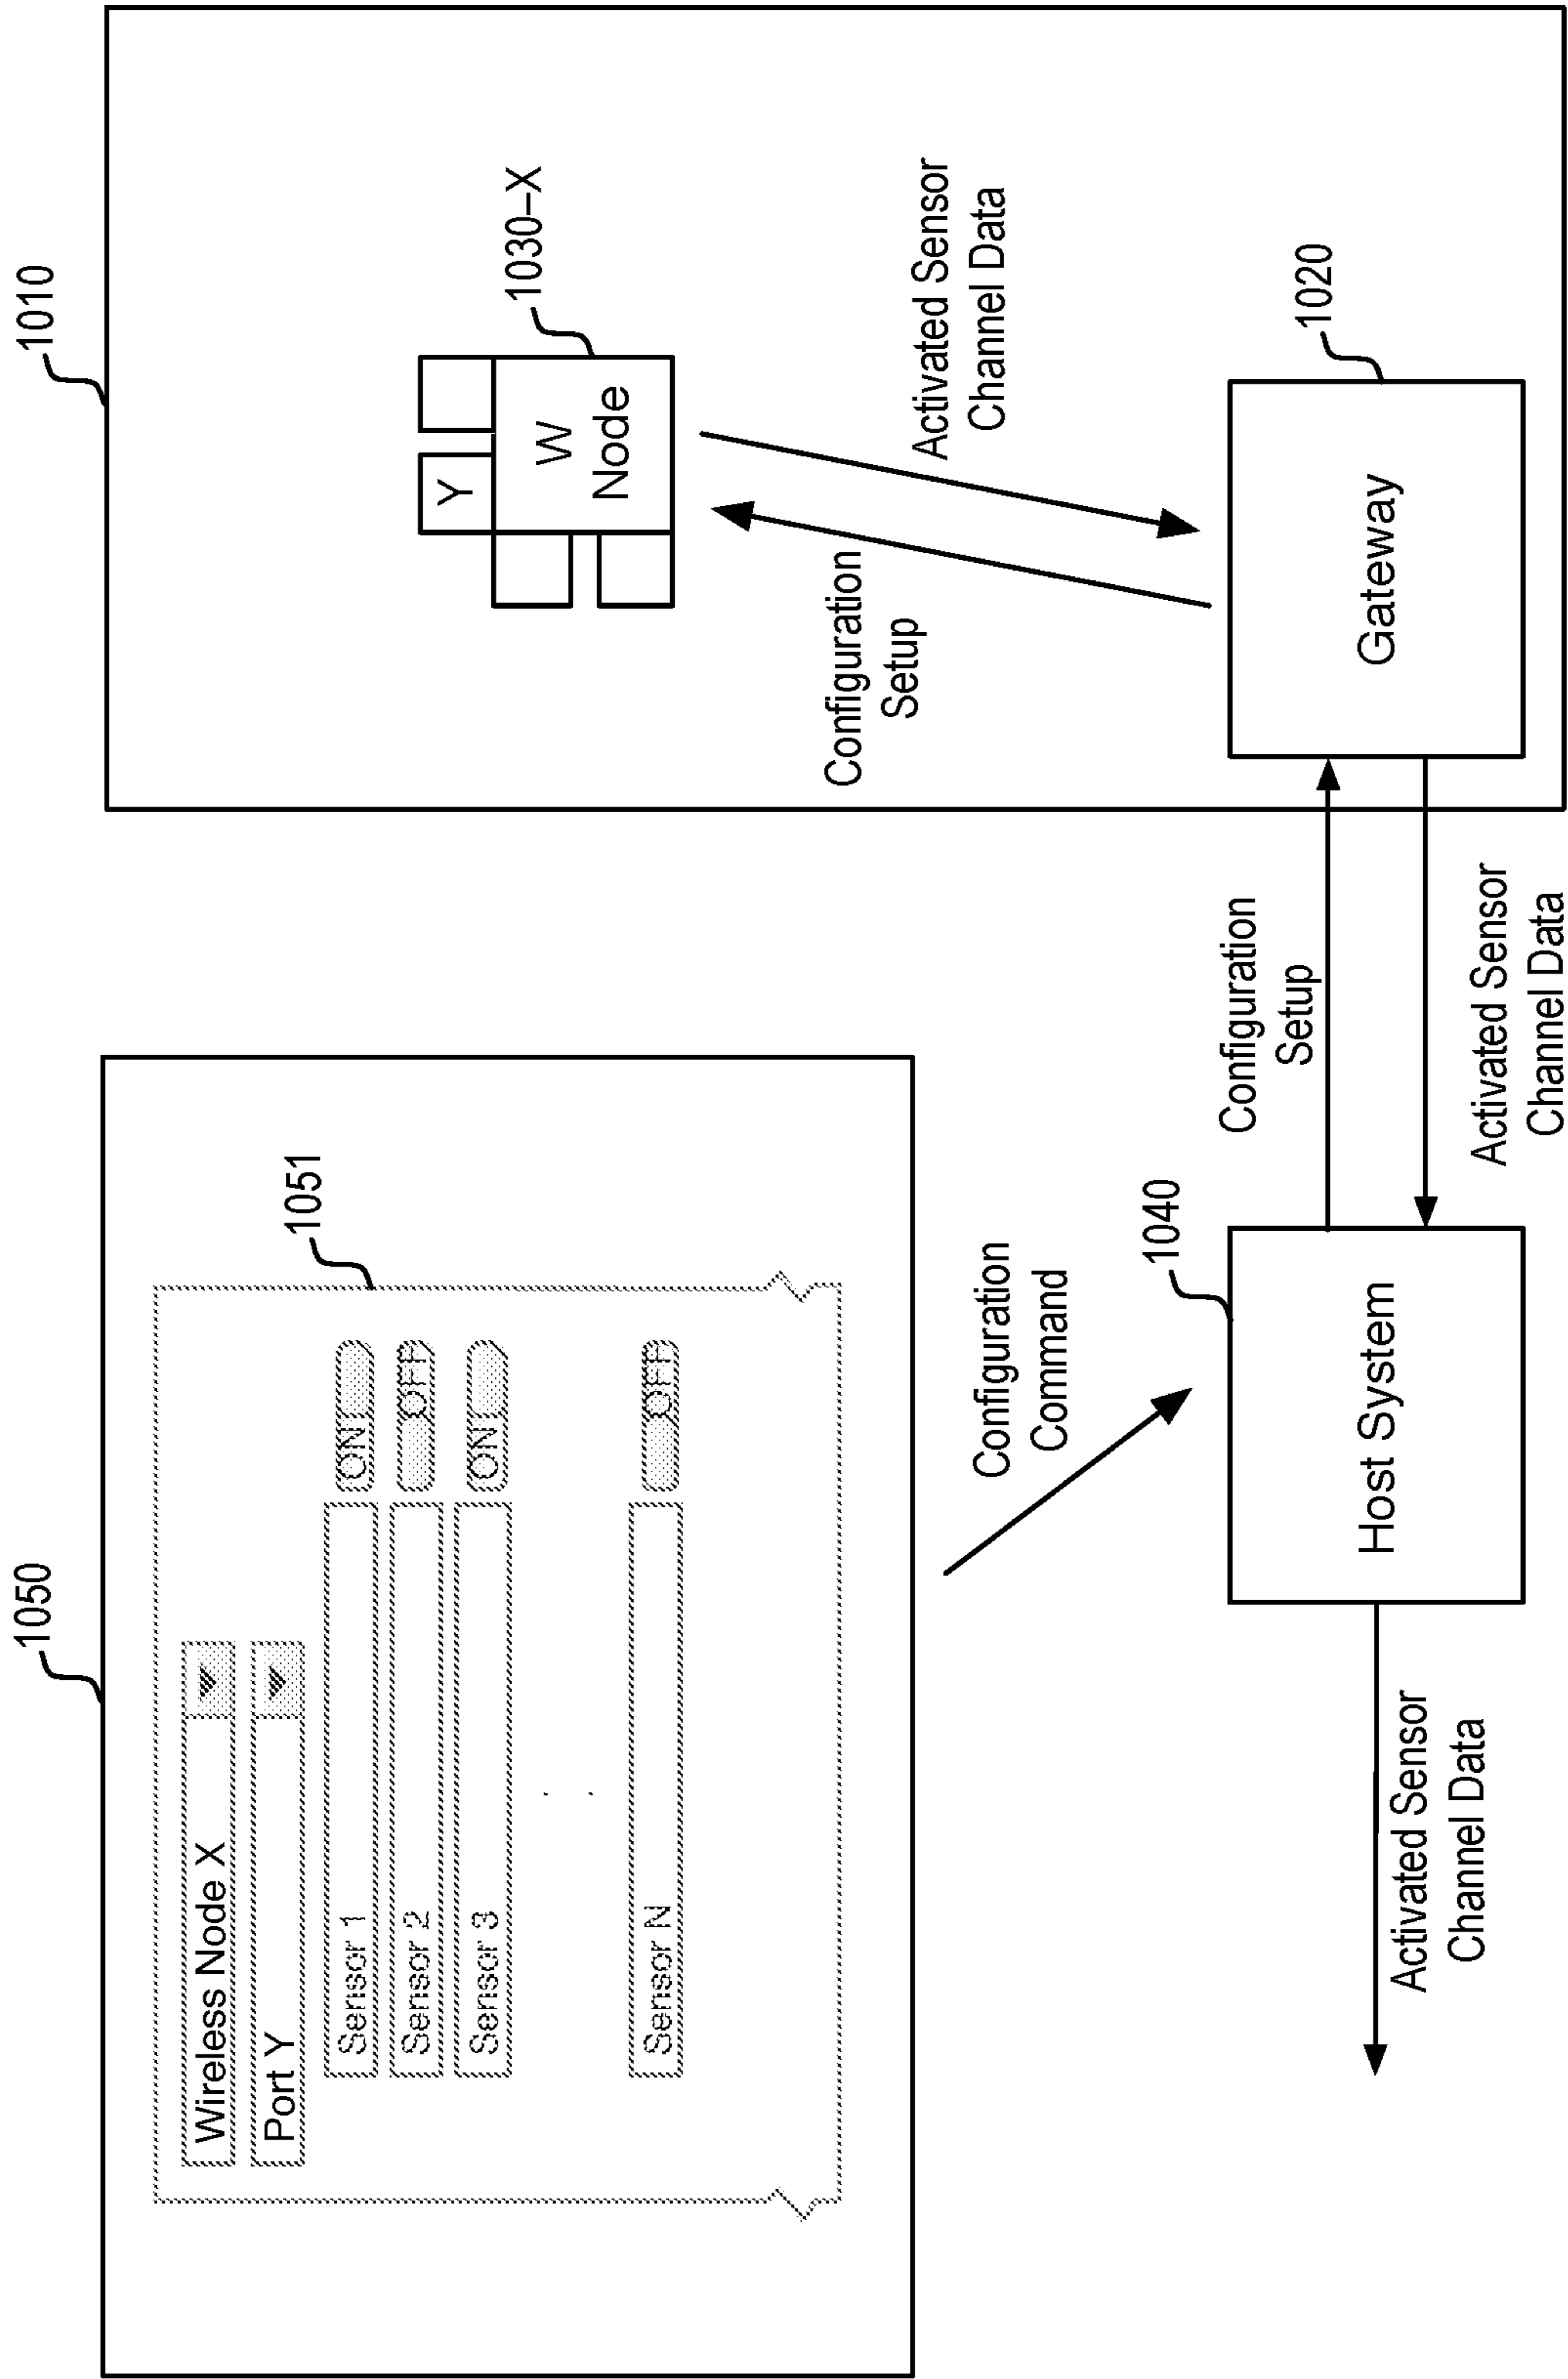 1050
1051
Wireless Node X
Port Y
Sensor 1
ON
Sensor 2
OFF
Sensor 3
ON
Sensor N
OFF
Configuration
Command
1040
Host System
Activated Sensor
Channel Data
Configuration
Setup
Activated Sensor
Channel Data
1010
Y
W
Node
1030–X
Configuration
Setup
Activated Sensor
Channel Data
1020
Gateway